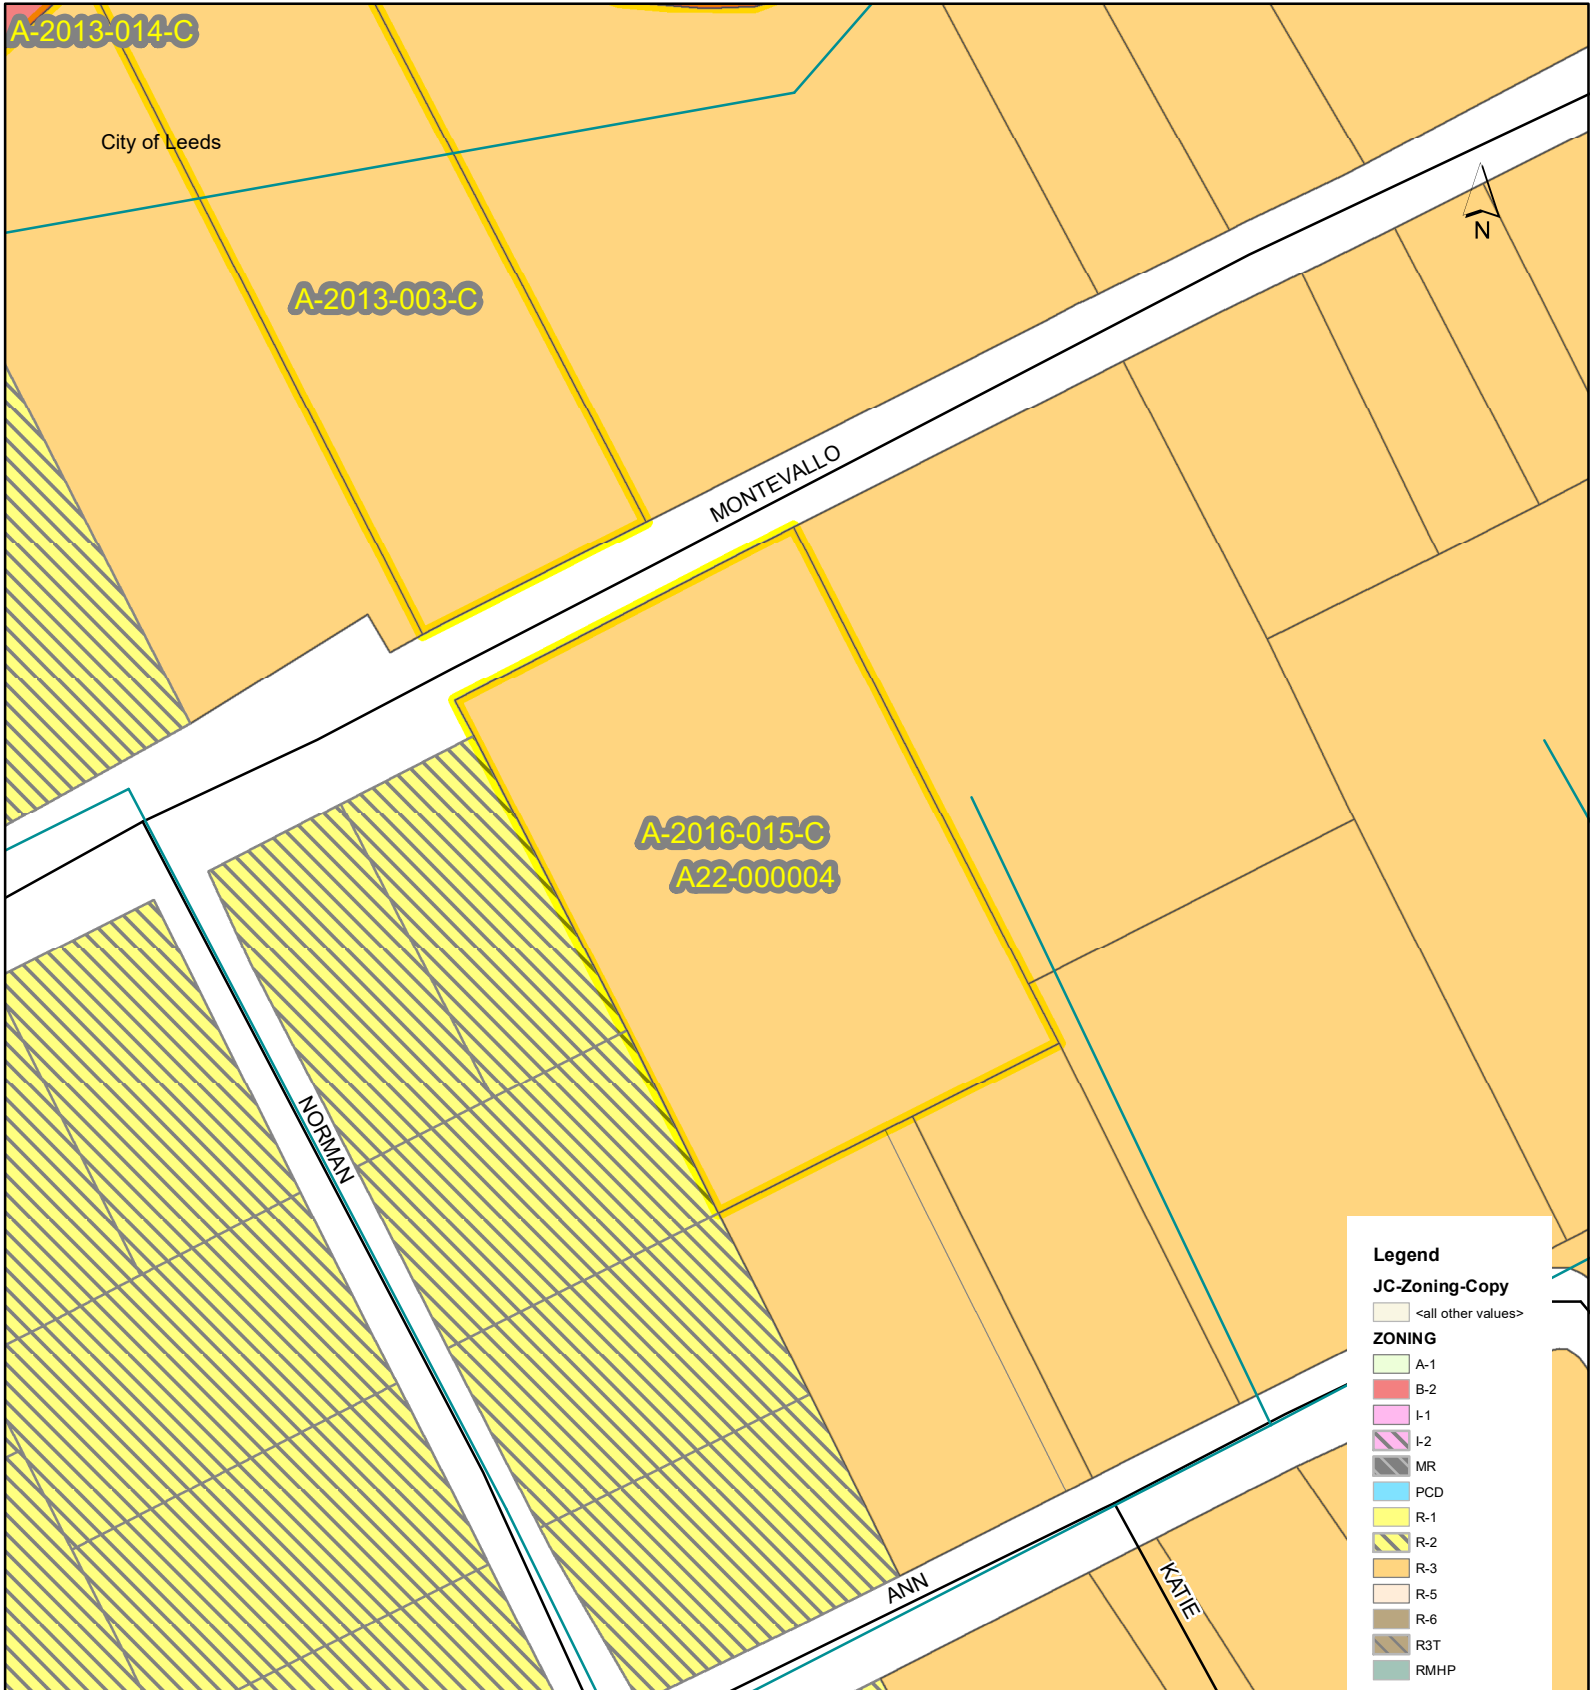 A-2013-014-C
City of Leeds
N
A-2013-003-C
MONTEVALLO
A-2016-015-C
A22-000004
NORMAN
ANN
KATIE
Legend
JC-Zoning-Copy
<all other values>
ZONING
A-1
B-2
I-1
I-2
MR
PCD
R-1
R-2
R-3
R-5
R-6
R3T
RMHP